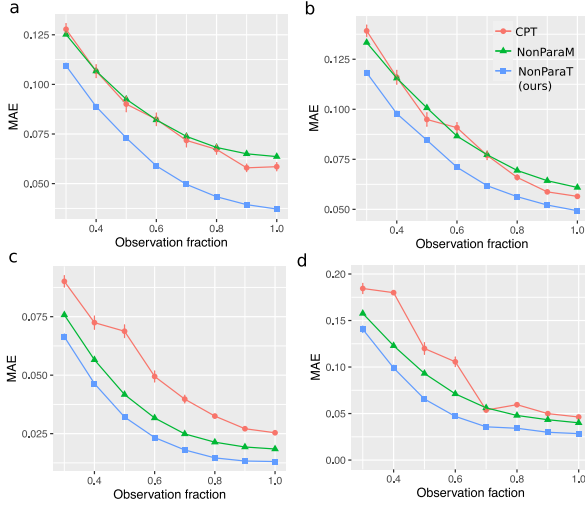 a
0.125
0.100
0.075
0.050
MAE
0.4
0.6
0.8
1.0
Observation fraction
b
0.125
0.100
0.075
0.050
MAE
CPT
NonParaM
NonParaT
(ours)
0.4
0.6
0.8
1.0
Observation fraction
c
0.075
0.050
0.025
MAE
0.4
0.6
0.8
1.0
Observation fraction
d
0.20
0.15
0.10
0.05
0.00
MAE
0.4
0.6
0.8
1.0
Observation faction